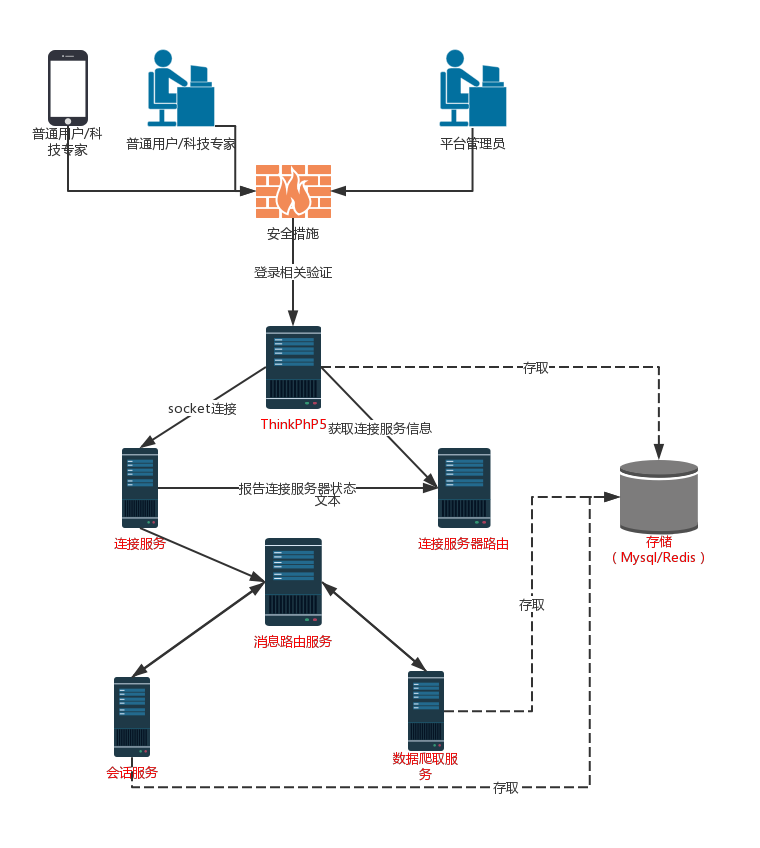 普通用户/科
技专家
普通用户/科技专家
平台管理员
安全措施
登录相关验证
存取
socket连接
ThinkPhP5
获取连接服务信息
报告连接服务器状态
文本
连接服务
连接服务器路由
存储
（Mysql/Redis）
存取
消息路由服务
数据爬取服
务
会话服务
存取